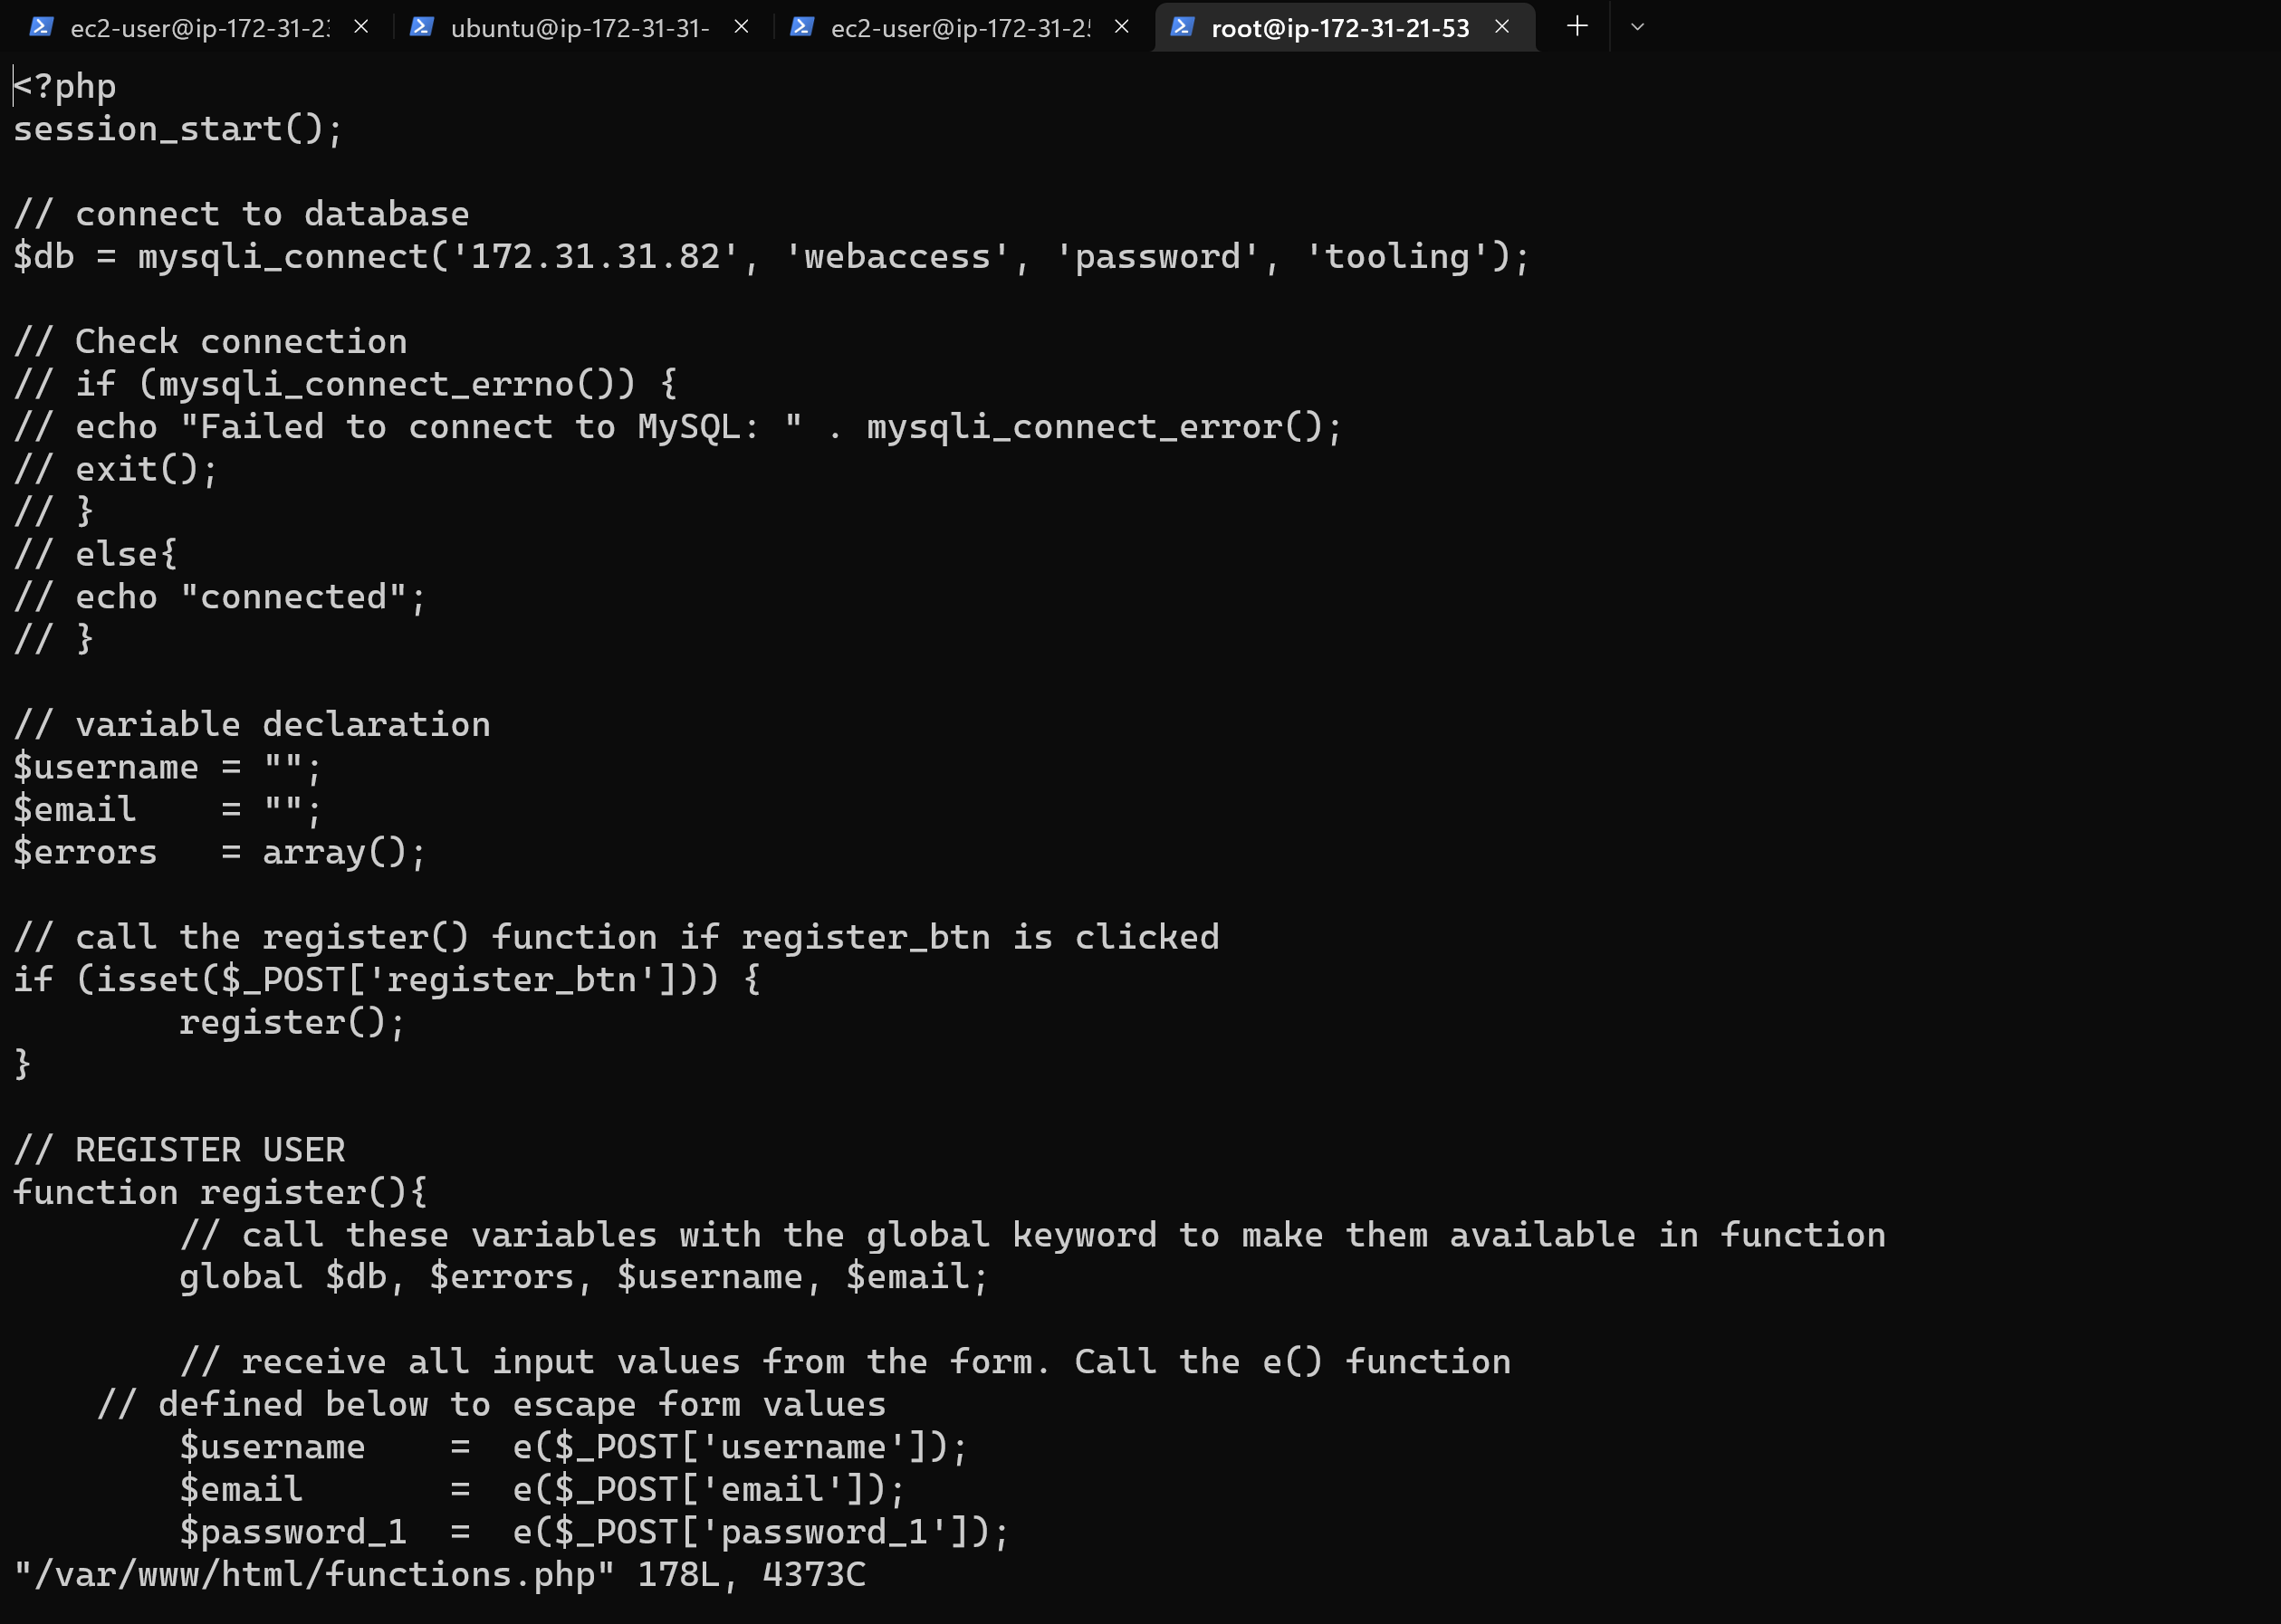 ec2-user@ip-172-31-23 ubuntu@ip-172-31-31- ec2-user@ip-172-31-25 root@ip-172-31-21-53
<?php
session_start();

// connect to database
$db = mysqli_connect('172.31.31.82', 'webaccess', 'password', 'tooling');

// Check connection
// if (mysqli_connect_errno()) {
// echo "Failed to connect to MySQL: " . mysqli_connect_error();
// exit();
// }
// else{
// echo "connected";
// }

// variable declaration
$username = "";
$email    = "";
$errors   = array();

// call the register() function if register_btn is clicked
if (isset($_POST['register_btn'])) {
        register();
}

// REGISTER USER
function register(){
        // call these variables with the global keyword to make them available in function
        global $db, $errors, $username, $email;

        // receive all input values from the form. Call the e() function
    // defined below to escape form values
        $username    =  e($_POST['username']);
        $email       =  e($_POST['email']);
        $password_1  =  e($_POST['password_1']);
"/var/www/html/functions.php" 178L, 4373C